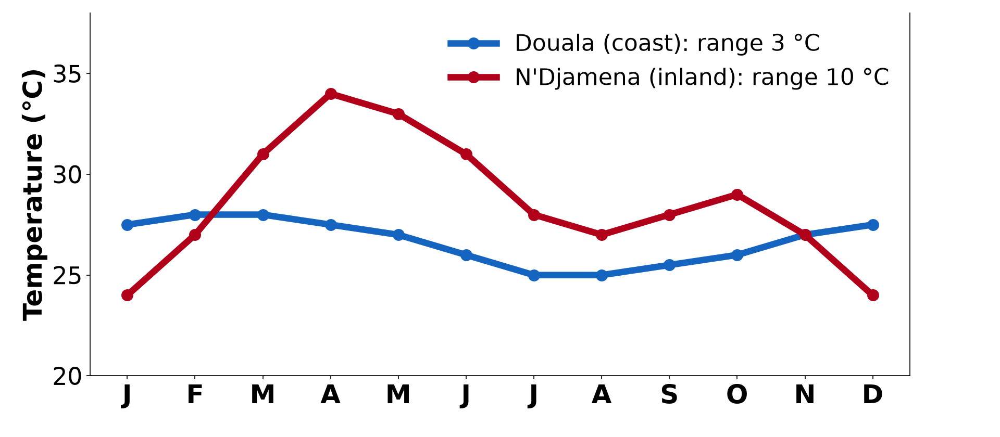 Douala (coast): range 3 °C
N'Djamena (inland): range 10 °C
Temperature (°C)
35
30
25
20
J F M A M J J A S O N D